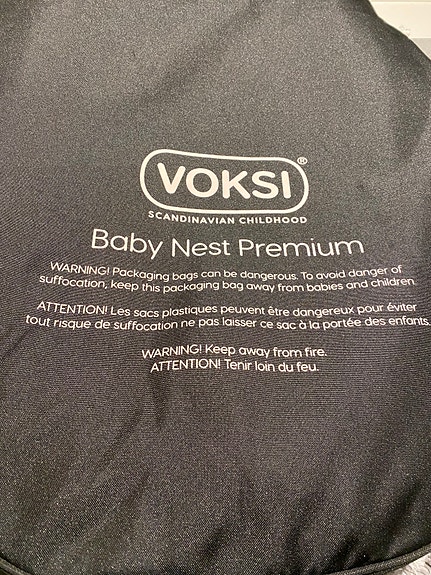 VOKSI®
SCANDINAVIAN CHILDHOOD
Baby Nest Premium
WARNING! Packaging bags can be dangerous. To avoid danger of
suffocation, keep this packaging bag away from babies and children.
ATTENTION! Les sacs plastiques peuvent être dangereux pour éviter
tout risque de suffocation ne pas laisser ce sac à la portée des enfants.
WARNING! Keep away from fire.
ATTENTION! Tenir loin du feu.